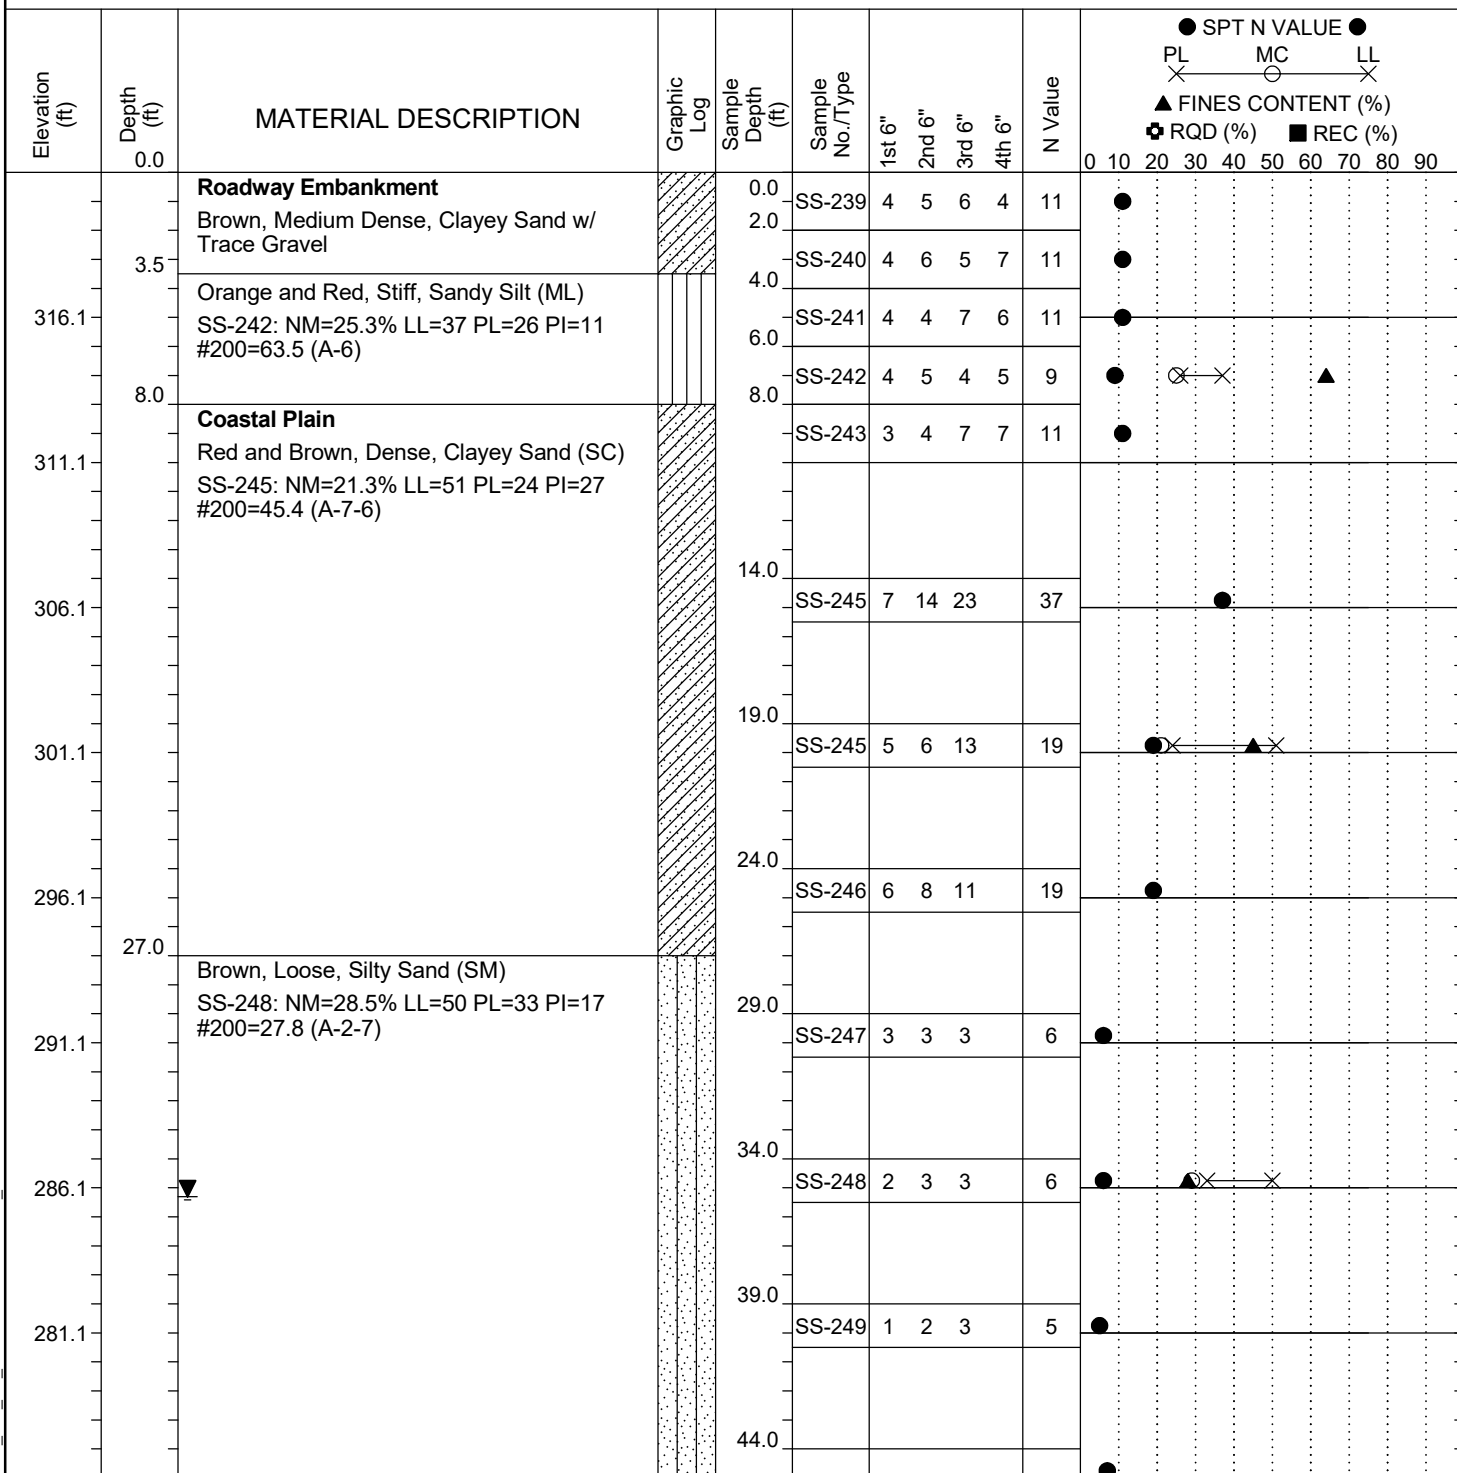 ● SPT N VALUE ●
PL MC LL
▲ FINES CONTENT (%)
RQD (%) ■ REC (%)
0 10 20 30 40 50 60 70 80 90
Elevation (ft)
Depth (ft)
0.0
MATERIAL DESCRIPTION
Graphic Log
Sample Depth (ft)
Sample No./Type
1st 6"
2nd 6"
3rd 6"
4th 6"
N Value
Roadway Embankment
Brown, Medium Dense, Clayey Sand w/
Trace Gravel
0.0
SS-239 4 5 6 4 11
2.0
SS-240 4 6 5 7 11
3.5
4.0
Orange and Red, Stiff, Sandy Silt (ML)
SS-242: NM=25.3% LL=37 PL=26 PI=11
#200=63.5 (A-6)
316.1
SS-241 4 4 7 6 11
6.0
SS-242 4 5 4 5 9
8.0
8.0
Coastal Plain
Red and Brown, Dense, Clayey Sand (SC)
SS-245: NM=21.3% LL=51 PL=24 PI=27
#200=45.4 (A-7-6)
SS-243 3 4 7 7 11
311.1
14.0
306.1
SS-245 7 14 23 37
19.0
301.1
SS-245 5 6 13 19
24.0
296.1
SS-246 6 8 11 19
27.0
Brown, Loose, Silty Sand (SM)
SS-248: NM=28.5% LL=50 PL=33 PI=17
#200=27.8 (A-2-7)
29.0
291.1
SS-247 3 3 3 6
34.0
286.1
SS-248 2 3 3 6
39.0
281.1
SS-249 1 2 3 5
44.0